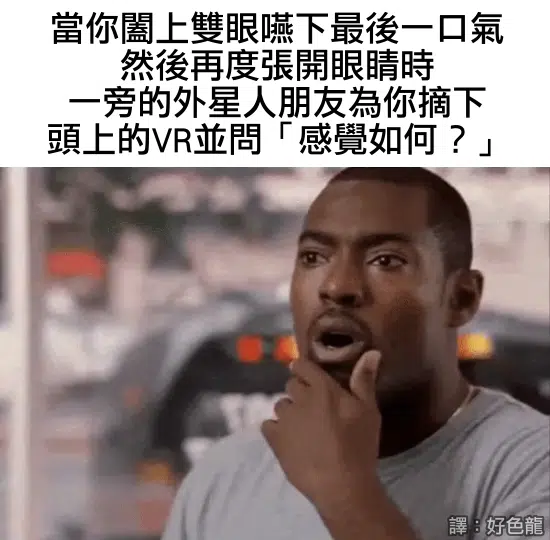 當你闔上雙眼嚥下最後一口氣
然後再度張開眼睛時
一旁的外星人朋友為你摘下
頭上的VR並問「感覺如何？」
譯：好色龍